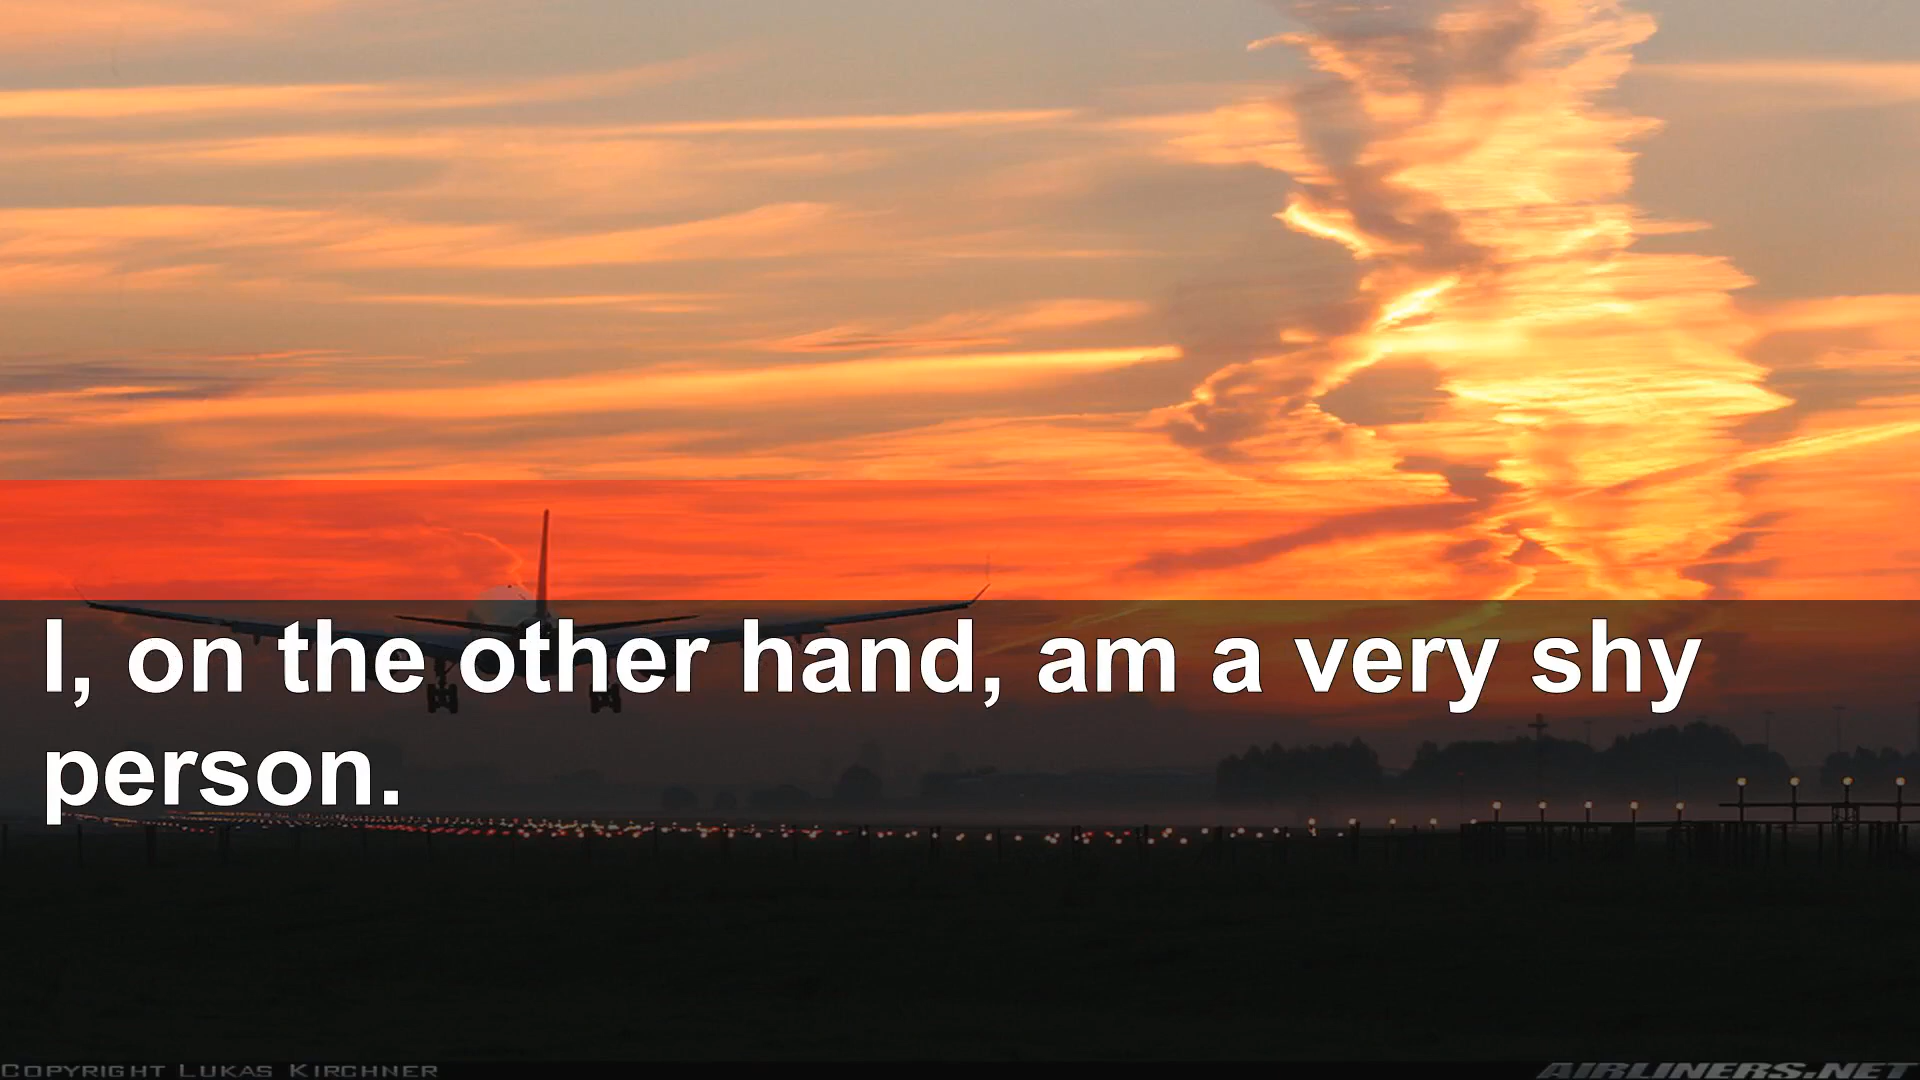 I, on the other hand, am a very shy
person.
Copyright Lukas Kirchner
AIRLINERS.NET